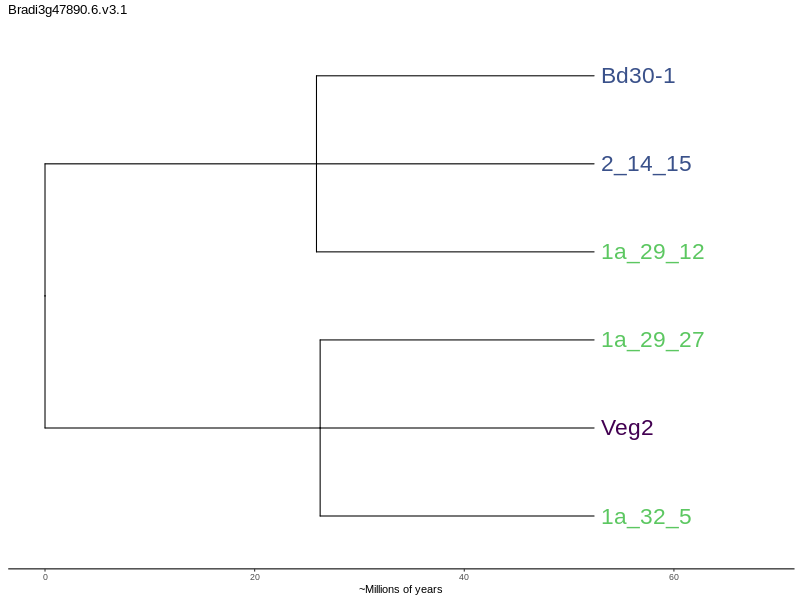 Bradi3g47890.6.v3.1
Bd30-1
2_14_15
1a_29_12
1a_29_27
Veg2
1a_32_5
0 20 40 60
~Millions of years